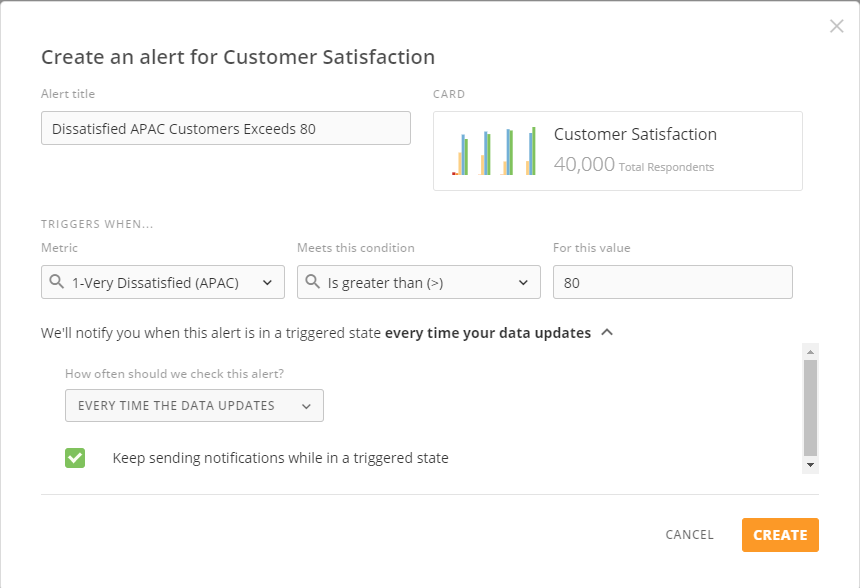 Create an alert for Customer Satisfaction
Alert title
Dissatisfied APAC Customers Exceeds 80
CARD
Customer Satisfaction
40,000 Total Respondents
TRIGGERS WHEN...
Metric
1-Very Dissatisfied (APAC)
Meets this condition
Is greater than (>)
For this value
80
We'll notify you when this alert is in a triggered state every time your data updates
How often should we check this alert?
EVERY TIME THE DATA UPDATES
Keep sending notifications while in a triggered state
CANCEL
CREATE